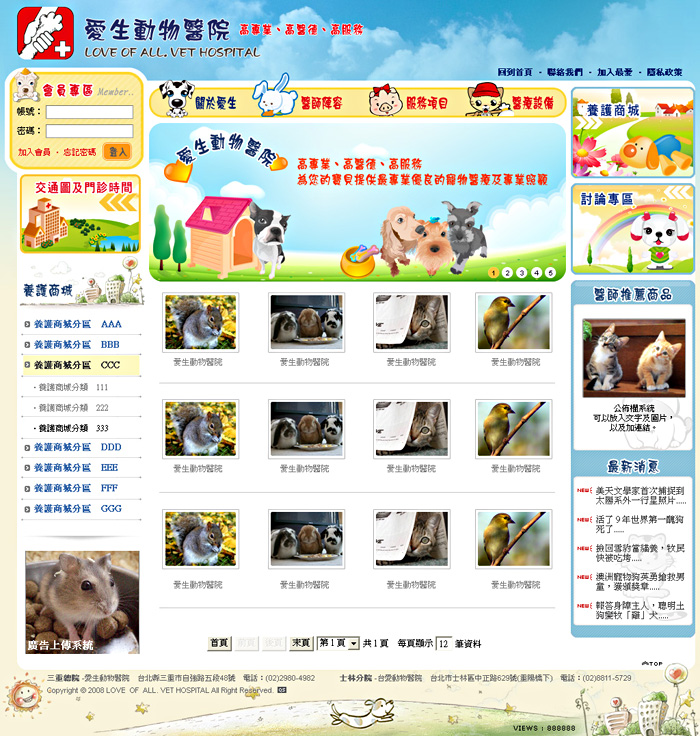 愛生動物醫院 高專業、高醫德、高服務
LOVE OF ALL. VET HOSPITAL
回到首頁 · 聯絡我們 · 加入最愛 · 隱私政策
會員專區 Member..
帳號：
密碼：
加入會員 · 忘記密碼 登入
關於愛生 醫師陣容 服務項目 醫療設備
愛生動物醫院
高專業、高醫德、高服務
為您的寶貝提供最專業優良的寵物醫療及專業照顧
1 2 3 4 5
養護商城
討論專區
交通圖及門診時間
養護商城
養護商城分區 AAA
養護商城分區 BBB
養護商城分區 CCC
·養護商城分類 111
·養護商城分類 222
·養護商城分類 333
養護商城分區 DDD
養護商城分區 EEE
養護商城分區 FFF
養護商城分區 GGG
廣告上傳系統
愛生動物醫院 愛生動物醫院 愛生動物醫院 愛生動物醫院
愛生動物醫院 愛生動物醫院 愛生動物醫院 愛生動物醫院
愛生動物醫院 愛生動物醫院 愛生動物醫院 愛生動物醫院
首頁 前頁 後頁 末頁 第 1 頁 共 1 頁 每頁顯示 12 筆資料
醫師推薦商品
公佈欄系統
可以放入文字及圖片，
以及加連結。
最新消息
NEW! 美天文學家首次捕捉到
太陽系外一行星照片.....
NEW! 活了９年世界第一醜狗
死了.....
NEW! 撿回雪豹當貓養，牧民
快被吃垮.....
NEW! 澳洲寵物狗英勇搶救男
童，獲頒獎章.....
NEW! 報答身障主人，聰明土
狗變牧「雞」犬.....
TOP
三重總院 -愛生動物醫院 台北縣三重市自強路五段48號 電話：(02)2980-4982 士林分院 -台愛動物醫院 台北市士林區中正路629號(重陽橋下) 電話：(02)8811-5729
Copyright © 2008 LOVE OF ALL. VET HOSPITAL All Right Reserved.
VIEWS : 888888